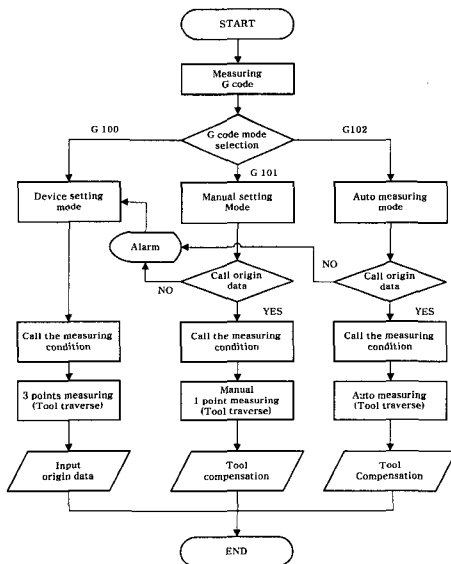 START
Measuring
G code
G 100
G code mode
selection
G102
G 101
Device setting
mode
Manual setting
Mode
Auto measuring
mode
Alarm
NO
Call origin
data
NO
Call origin
data
YES
YES
Call the measuring
condition
Call the measuring
condition
Call the measuring
condition
3 points measuring
(Tool traverse)
Manual
1 point measuring
(Tool traverse)
Auto measuring
(Tool traverse)
Input
origin data
Tool
compensation
Tool
Compensation
END